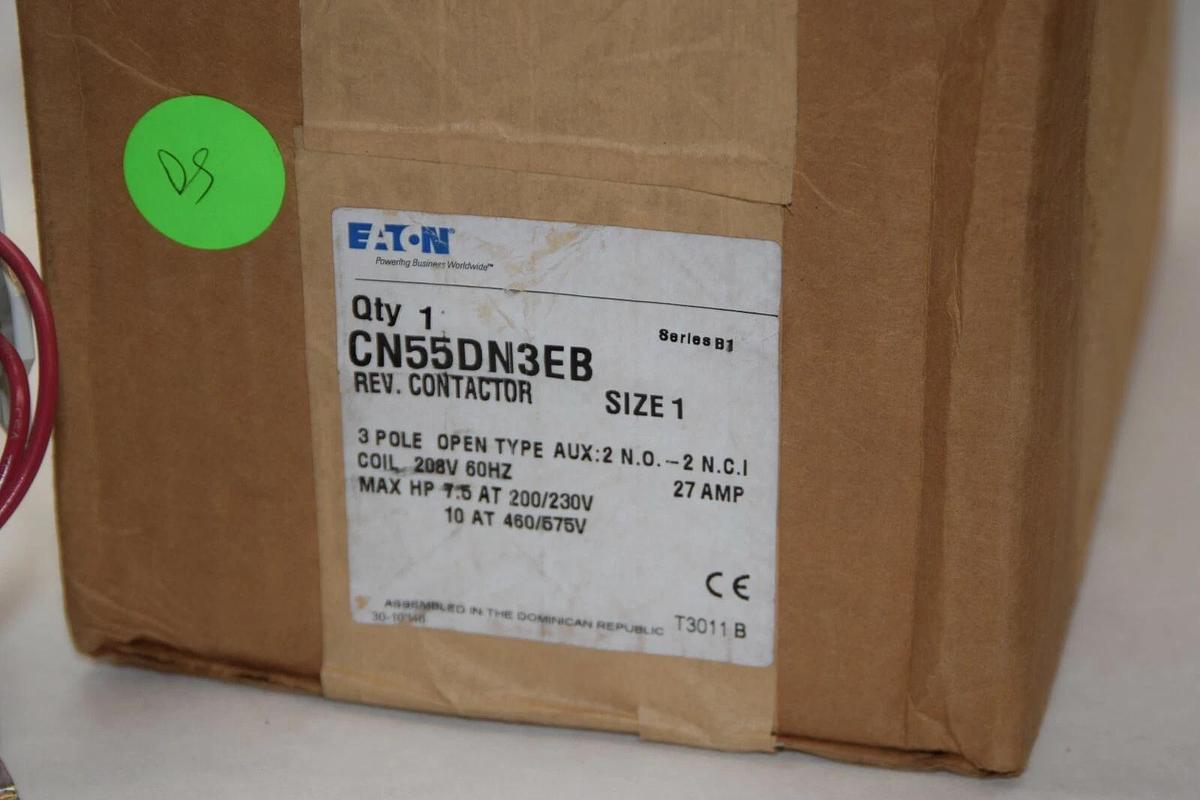 DS
EATON
Powering Business Worldwide™
Qty 1
Series B1
CN55DN3EB
REV. CONTACTOR SIZE 1
3 POLE OPEN TYPE AUX:2 N.O.-2 N.C.I
COIL 208V 60HZ 27 AMP
MAX HP 7.5 AT 200/230V
10 AT 460/575V
CE
ASSEMBLED IN THE DOMINICAN REPUBLIC T3011 B